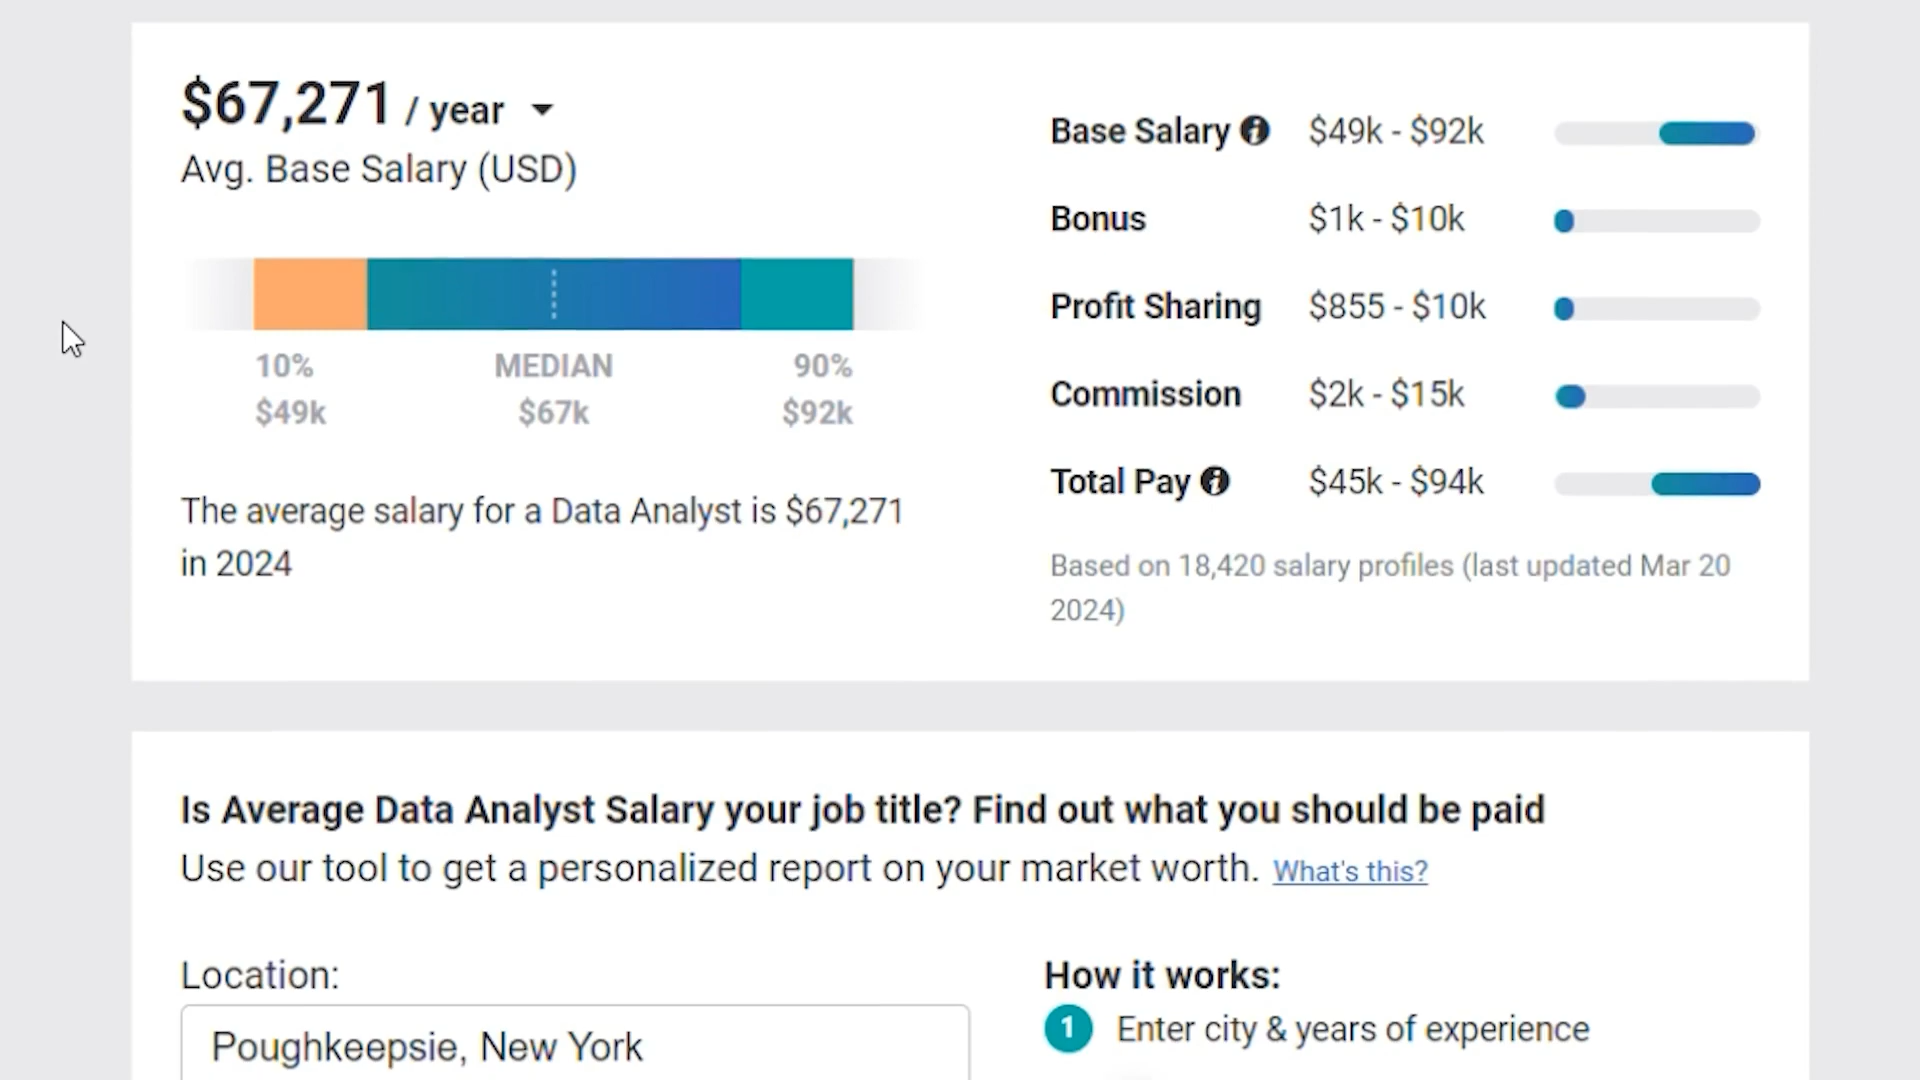 $67,271 / year
Avg. Base Salary (USD)
10% MEDIAN 90%
$49k $67k $92k
The average salary for a Data Analyst is $67,271
in 2024
Base Salary $49k - $92k
Bonus $1k - $10k
Profit Sharing $855 - $10k
Commission $2k - $15k
Total Pay $45k - $94k
Based on 18,420 salary profiles (last updated Mar 20
2024)
Is Average Data Analyst Salary your job title? Find out what you should be paid
Use our tool to get a personalized report on your market worth. What's this?
Location:
Poughkeepsie, New York
How it works:
1 Enter city & years of experience